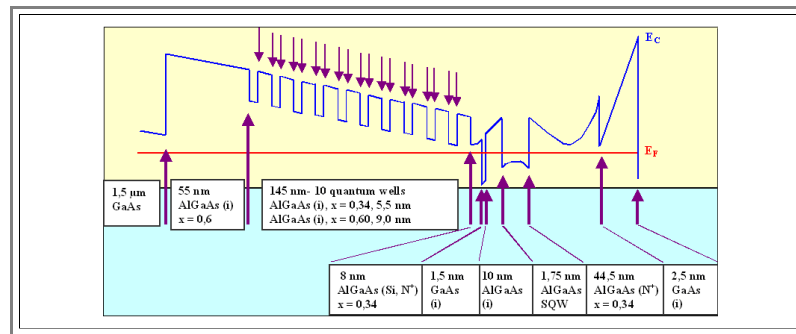 E_C
E_F
1,5 µm
GaAs
55 nm
AlGaAs (i)
x = 0,6
145 nm- 10 quantum wells
AlGaAs (i), x = 0,34, 5,5 nm
AlGaAs (i), x = 0,60, 9,0 nm
8 nm
AlGaAs (Si, N⁺)
x = 0,34
1,5 nm
GaAs
(i)
10 nm
AlGaAs
(i)
1,75 nm
AlGaAs
SQW
44,5 nm
AlGaAs (N⁺)
x = 0,34
2,5 nm
GaAs
(i)